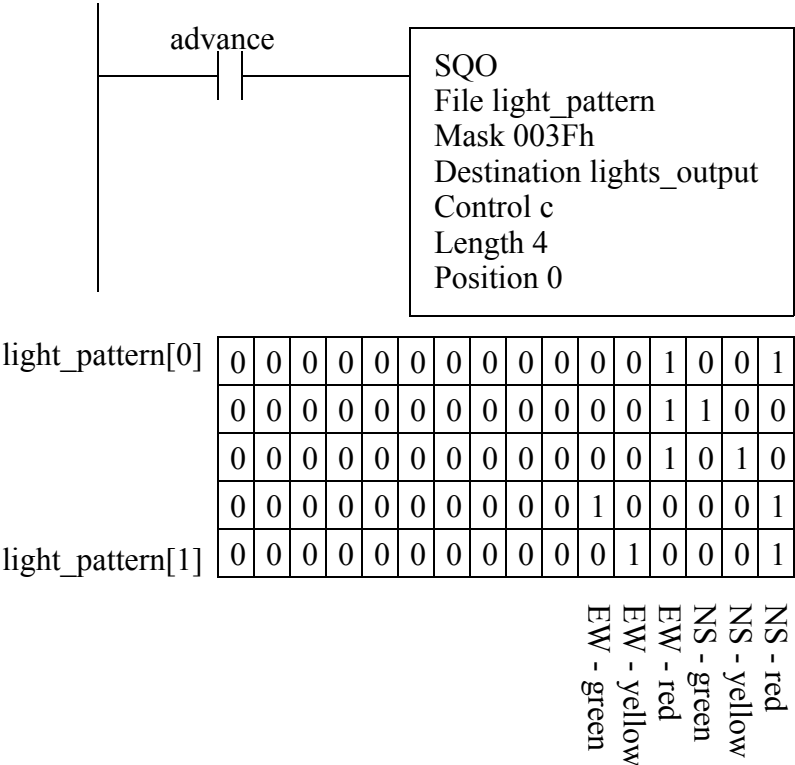 advance
SQO
File light_pattern
Mask 003Fh
Destination lights_output
Control c
Length 4
Position 0
light_pattern[0] 0 0 0 0 0 0 0 0 0 0 0 0 1 0 0 1
0 0 0 0 0 0 0 0 0 0 0 0 1 1 0 0
0 0 0 0 0 0 0 0 0 0 0 0 1 0 1 0
0 0 0 0 0 0 0 0 0 0 1 0 0 0 0 1
light_pattern[1] 0 0 0 0 0 0 0 0 0 0 0 1 0 0 0 1
EW - green
EW - yellow
EW - red
NS - green
NS - yellow
NS - red